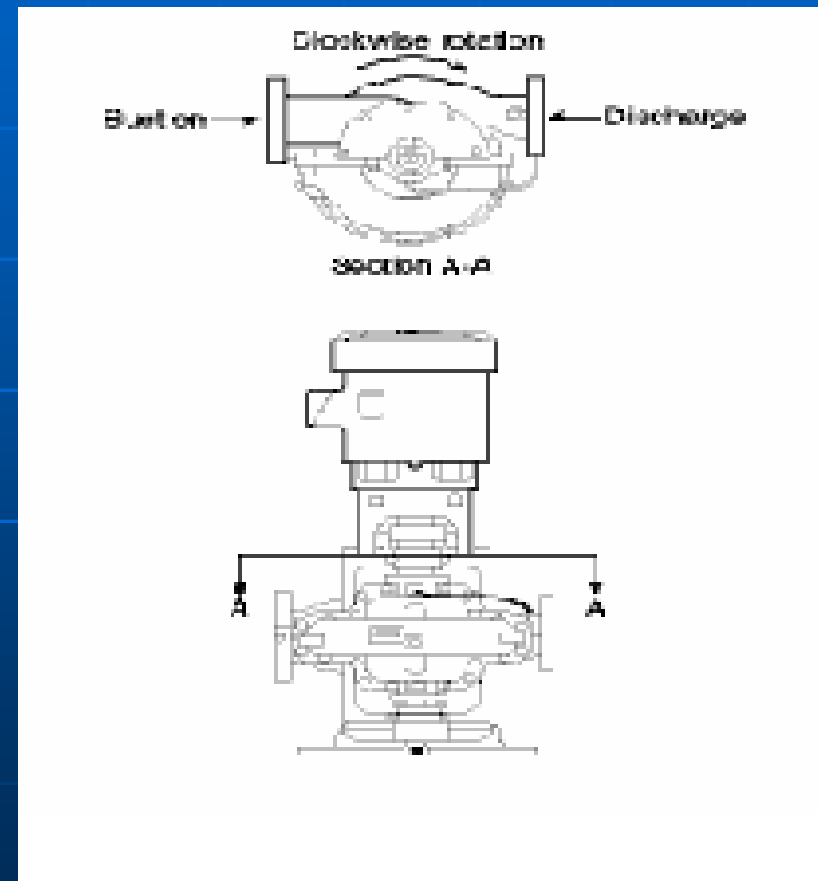 Clockwise rotation
Suction
Discharge
Section A-A
A A